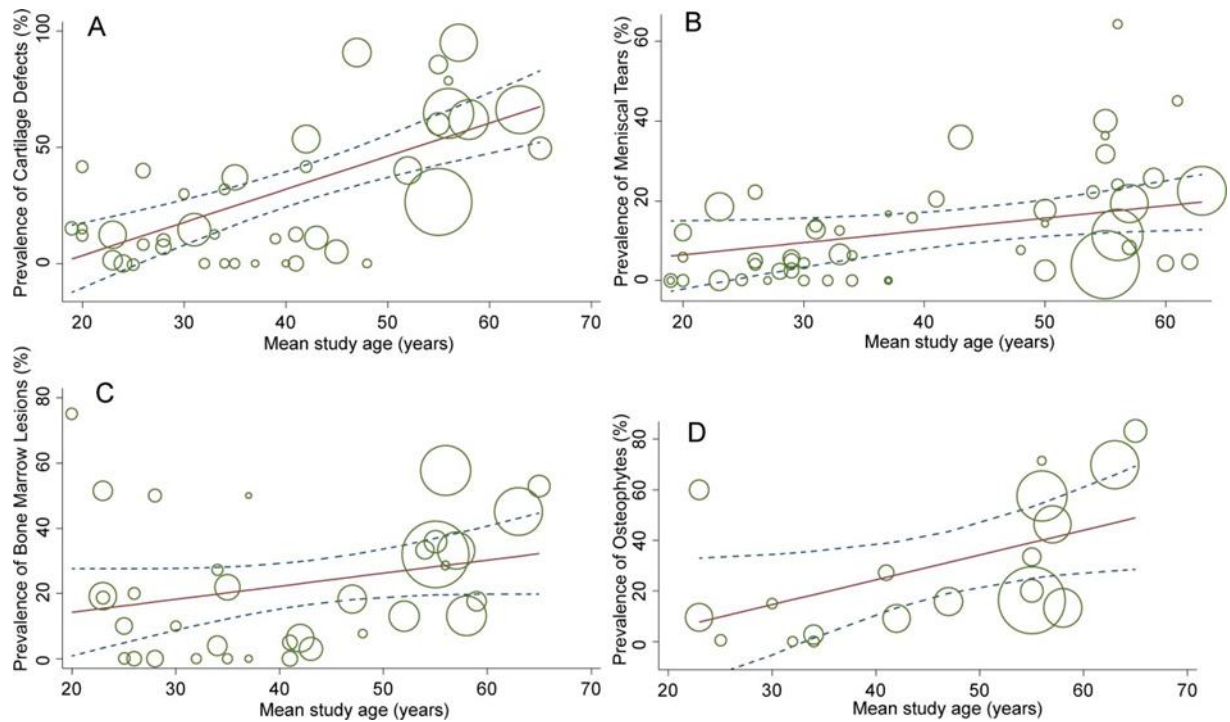 A
Prevalence of Cartilage Defects (%)
100
50
0
20 30 40 50 60 70
Mean study age (years)
B
Prevalence of Meniscal Tears (%)
60
40
20
0
20 30 40 50 60
Mean study age (years)
C
Prevalence of Bone Marrow Lesions (%)
80
60
40
20
0
20 30 40 50 60 70
Mean study age (years)
D
Prevalence of Osteophytes (%)
80
60
40
20
0
20 30 40 50 60 70
Mean study age (years)